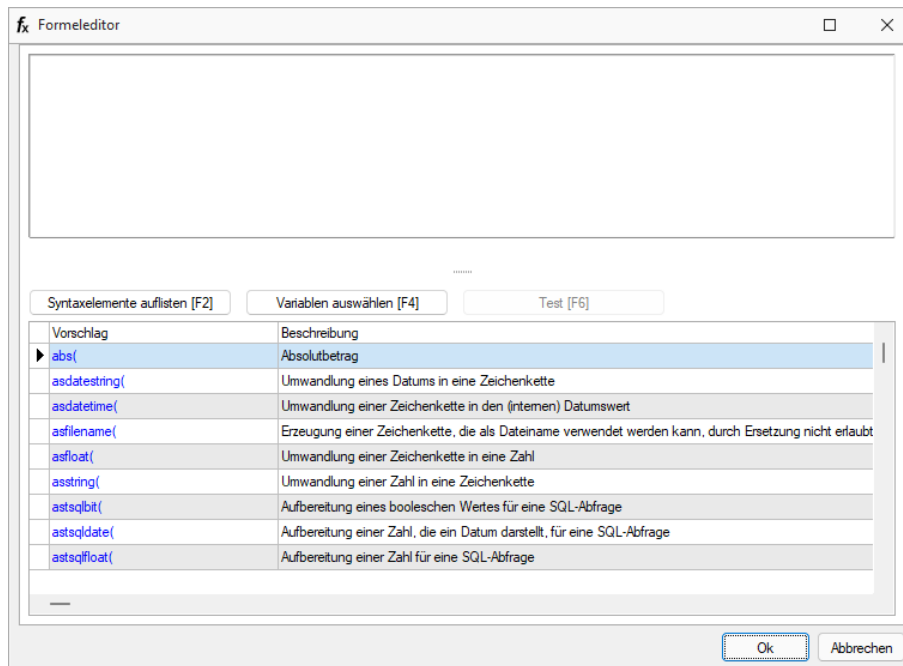 fx Formeleditor
Syntaxelemente auflisten [F2] Variablen auswählen [F4] Test [F6]
Vorschlag Beschreibung
abs( Absolutbetrag
asdatestring( Umwandlung eines Datums in eine Zeichenkette
asdatetime( Umwandlung einer Zeichenkette in den (internen) Datumswert
asfilename( Erzeugung einer Zeichenkette, die als Dateiname verwendet werden kann, durch Ersetzung nicht erlaubt
asfloat( Umwandlung einer Zeichenkette in eine Zahl
asstring( Umwandlung einer Zahl in eine Zeichenkette
astsqlbit( Aufbereitung eines booleschen Wertes für eine SQL-Abfrage
astsqldate( Aufbereitung einer Zahl, die ein Datum darstellt, für eine SQL-Abfrage
astsqlfloat( Aufbereitung einer Zahl für eine SQL-Abfrage
Ok Abbrechen